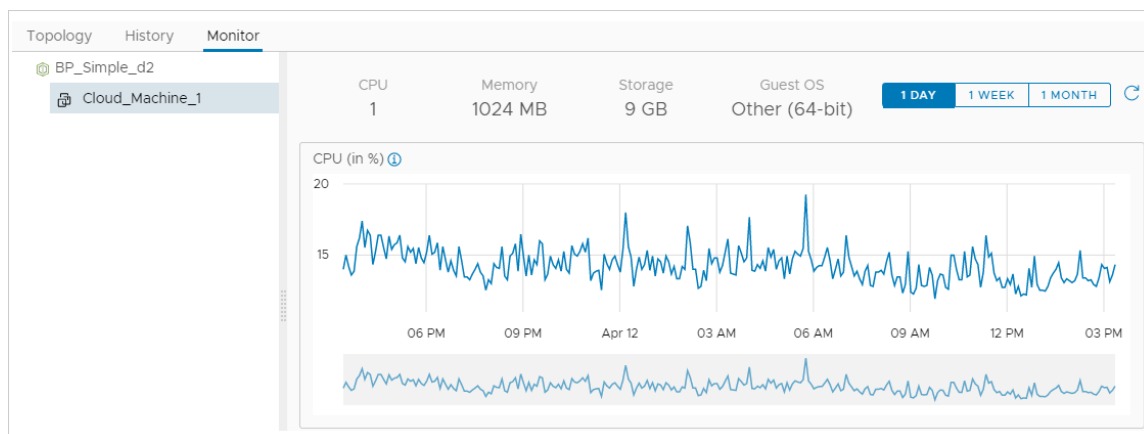 Topology History Monitor
BP_Simple_d2
Cloud_Machine_1
CPU Memory Storage Guest OS
1 1024 MB 9 GB Other (64-bit)
1 DAY 1 WEEK 1 MONTH
CPU (in %)
20
15
06 PM 09 PM Apr 12 03 AM 06 AM 09 AM 12 PM 03 PM